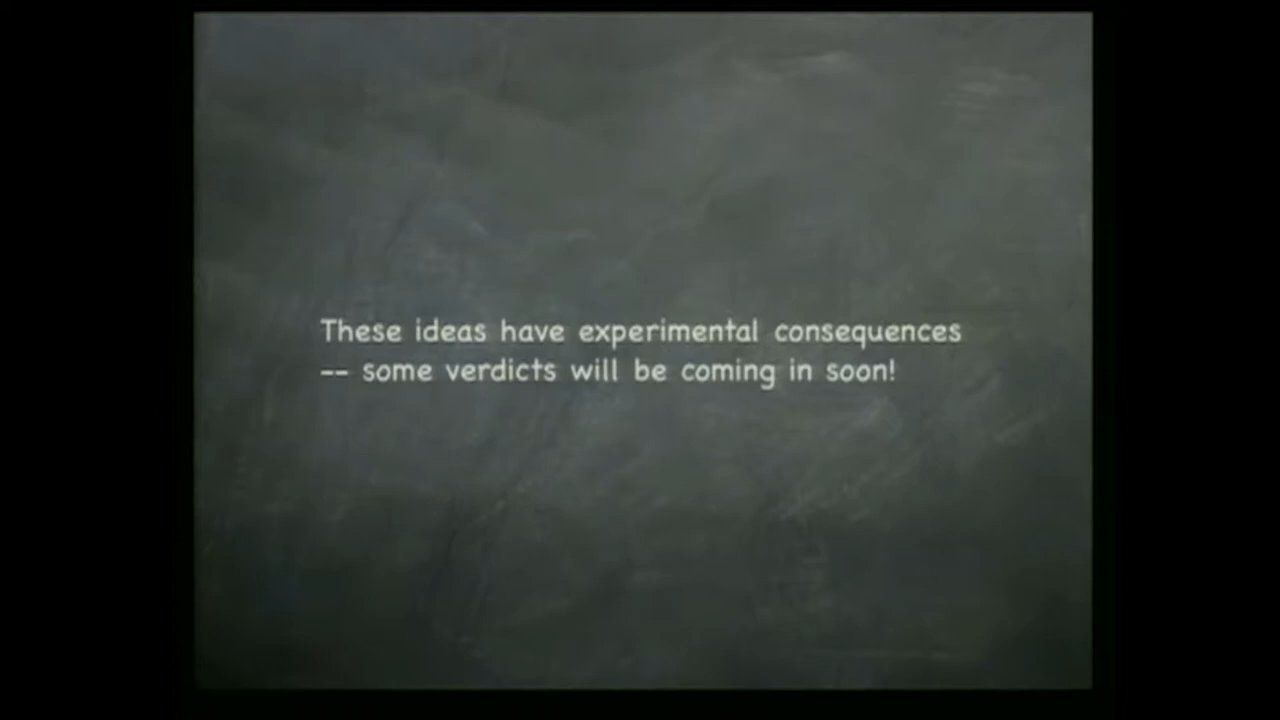 These ideas have experimental consequences
-- some verdicts will be coming in soon!